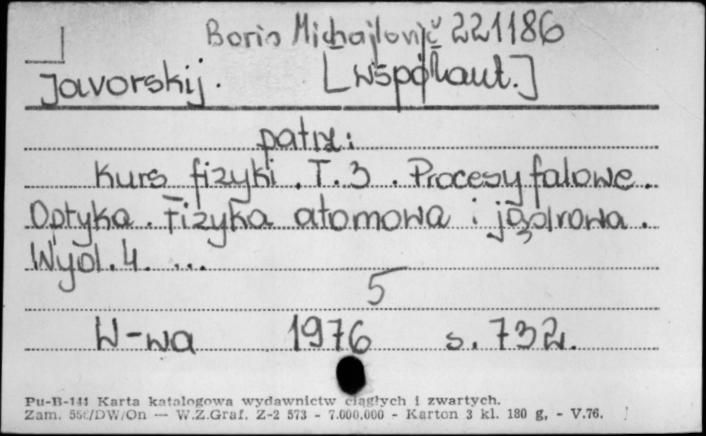 Boris Michajlovič 221186
Javorskij. [Współaut.]
patrz:
Kurs fizyki. T.3. Procesy falowe.
Optyka. Fizyka atomowa i jądrowa.
Wyd. 4. ...
5
W-wa 1976 s. 732.
Pu-B-141 Karta katalogowa wydawnictw ciągłych i zwartych.
Zam. /DW/On — W.Z.Graf. Z-2 573 - 7.000.000 - Karton 3 kl. 180 g, - V.76.